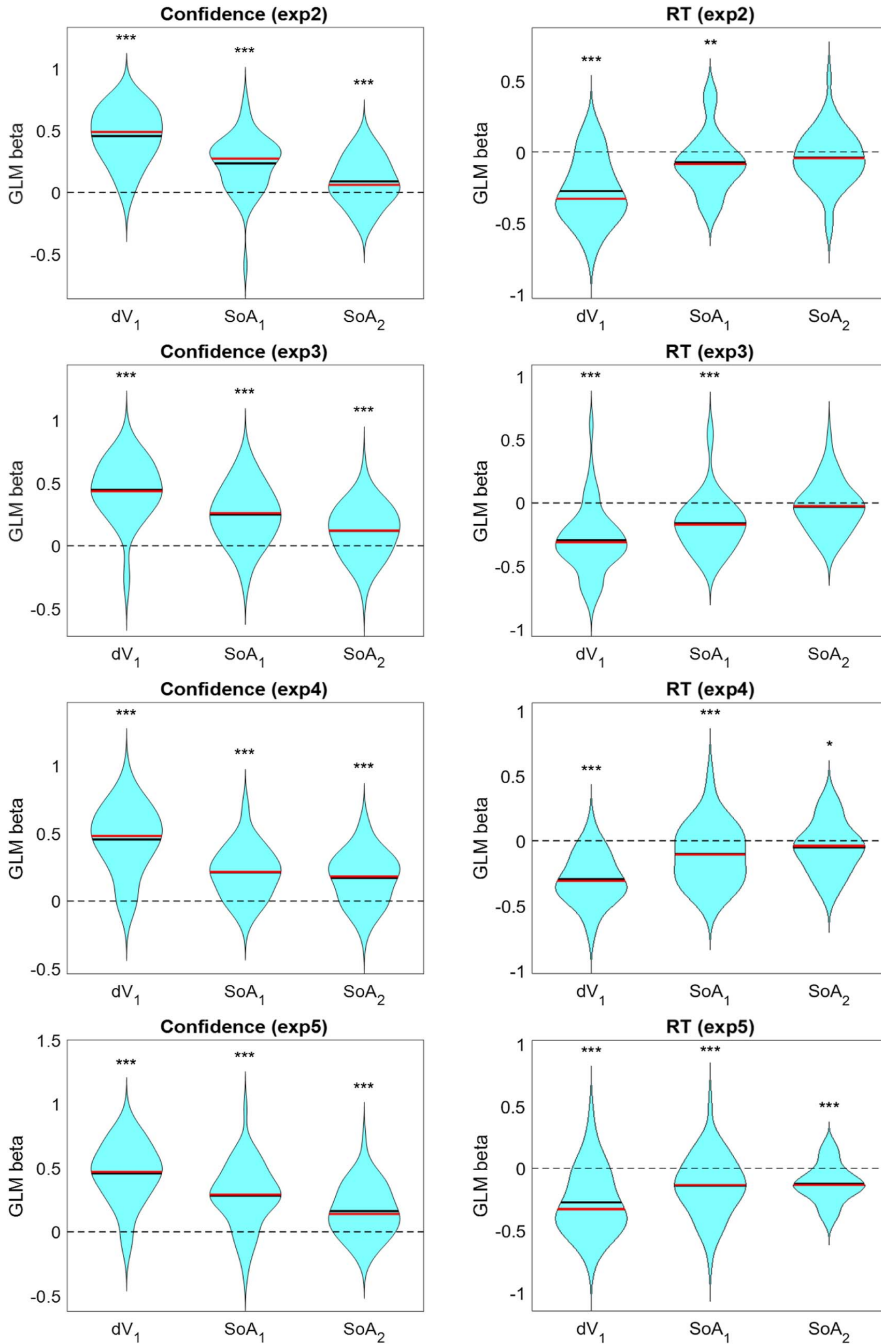 Confidence (exp2)
GLM beta
1
0.5
0
-0.5
***
***
***
dV1
SoA1
SoA2
RT (exp2)
GLM beta
0.5
0
-0.5
-1
***
**
dV1
SoA1
SoA2
Confidence (exp3)
GLM beta
1
0.5
0
-0.5
***
***
***
dV1
SoA1
SoA2
RT (exp3)
GLM beta
1
0.5
0
-0.5
-1
***
***
dV1
SoA1
SoA2
Confidence (exp4)
GLM beta
1
0.5
0
-0.5
***
***
***
dV1
SoA1
SoA2
RT (exp4)
GLM beta
1
0.5
0
-0.5
-1
***
***
*
dV1
SoA1
SoA2
Confidence (exp5)
GLM beta
1.5
1
0.5
0
-0.5
***
***
***
dV1
SoA1
SoA2
RT (exp5)
GLM beta
1
0.5
0
-0.5
-1
***
***
***
dV1
SoA1
SoA2